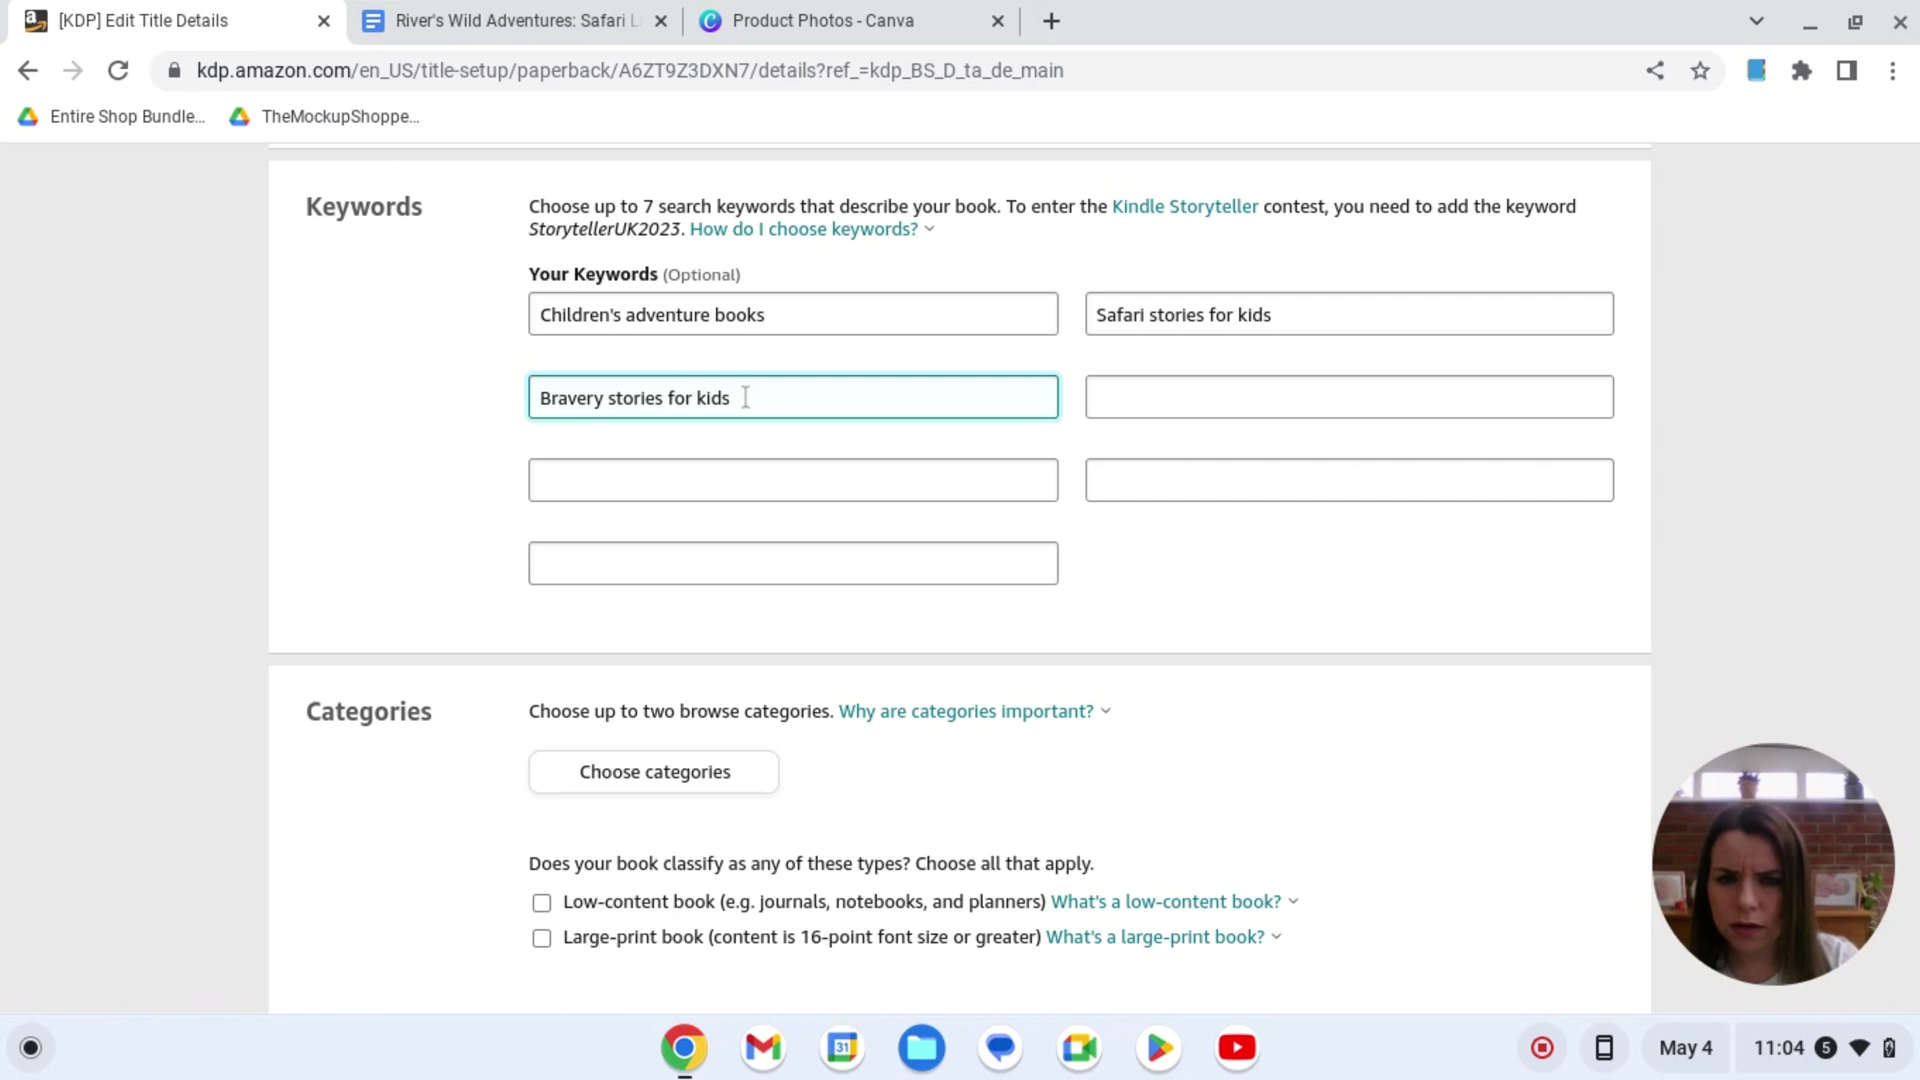 [KDP] Edit Title Details
River's Wild Adventures: Safari L
Product Photos - Canva
kdp.amazon.com/en_US/title-setup/paperback/A6ZT9Z3DXN7/details?ref_=kdp_BS_D_ta_de_main
Entire Shop Bundle...
TheMockupShoppe...
Keywords
Choose up to 7 search keywords that describe your book. To enter the Kindle Storyteller contest, you need to add the keyword
StorytellerUK2023. How do I choose keywords?
Your Keywords (Optional)
Children's adventure books
Safari stories for kids
Bravery stories for kids
Categories
Choose up to two browse categories. Why are categories important?
Choose categories
Does your book classify as any of these types? Choose all that apply.
Low-content book (e.g. journals, notebooks, and planners) What's a low-content book?
Large-print book (content is 16-point font size or greater) What's a large-print book?
31
May 4
11:04
5